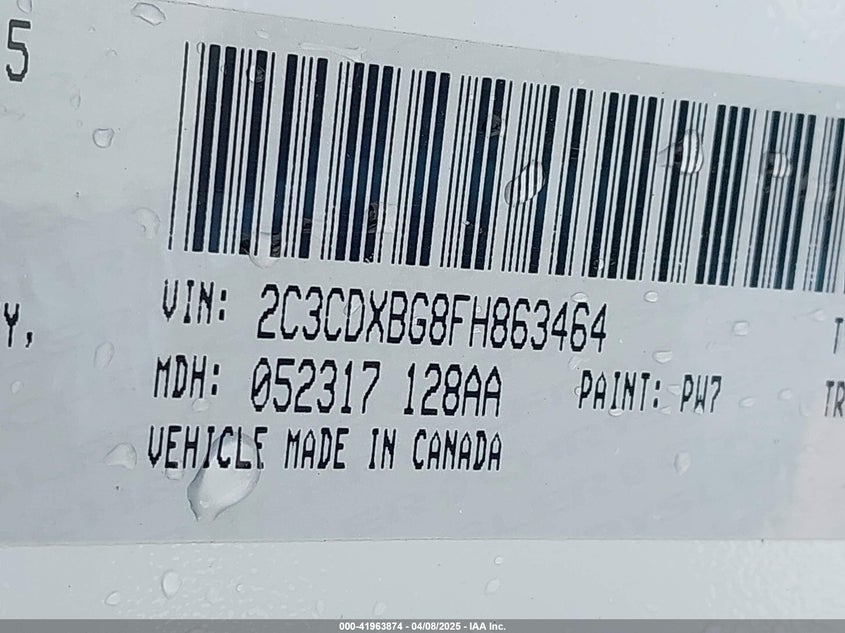 5
VIN: 2C3CDXBG8FH863464
Y,
T
MDH: 052317 128AA PAINT: PW7
TR
VEHICLE MADE IN CANADA
000-41963874 - 04/08/2025 - IAA Inc.